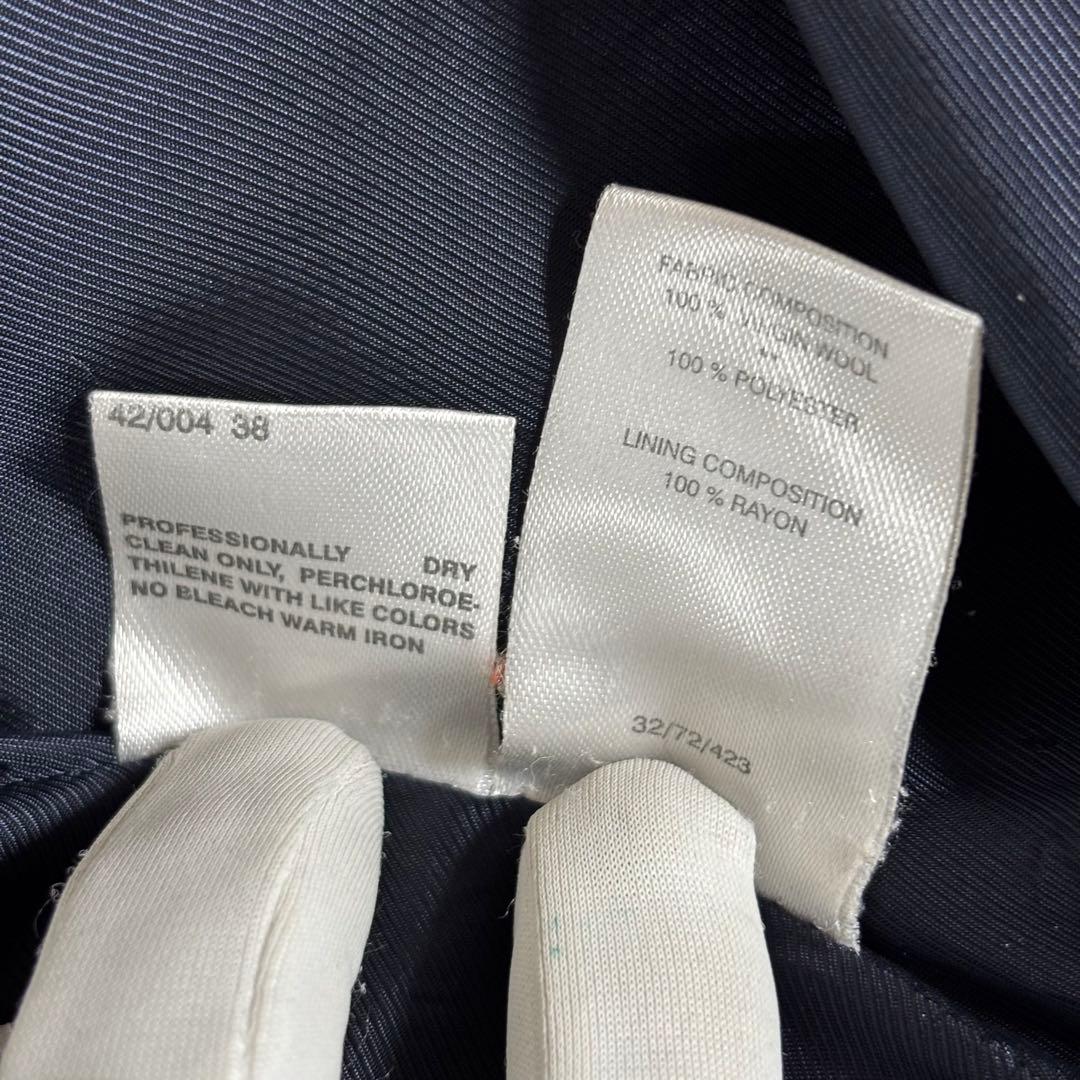 42/004 38
PROFESSIONALLY DRY
CLEAN ONLY, PERCHLOROE-
THILENE WITH LIKE COLORS
NO BLEACH WARM IRON
FABRIC COMPOSITION
100 % VIRGIN WOOL
**
100 % POLYESTER
LINING COMPOSITION
100 % RAYON
32/72/423